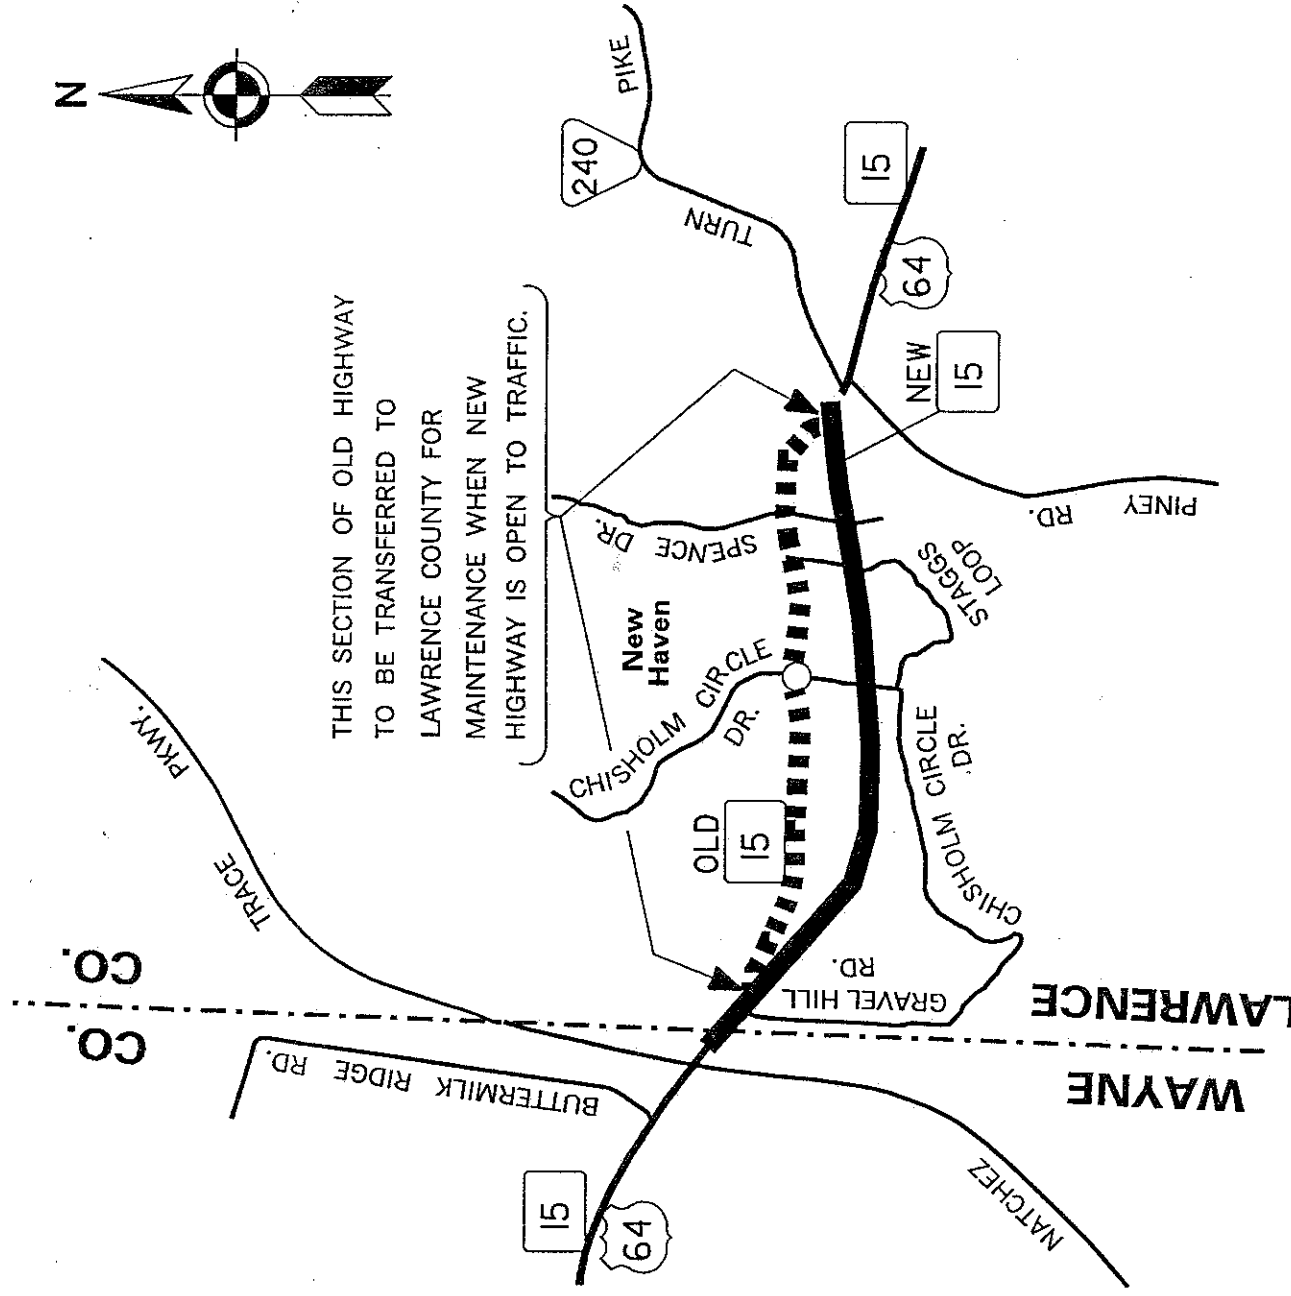 N
THIS SECTION OF OLD HIGHWAY
TO BE TRANSFERRED TO
LAWRENCE COUNTY FOR
MAINTENANCE WHEN NEW
HIGHWAY IS OPEN TO TRAFFIC.
NATCHEZ
TRACE
PKWY.
BUTTERMILK RIDGE RD.
CO.
CO.
WAYNE
LAWRENCE
15
64
GRAVEL HILL
RD.
OLD
15
CHISHOLM CIRCLE
DR.
New
Haven
CHISHOLM CIRCLE
DR.
SPENCE DR.
STAGGS
LOOP
NEW
15
PINEY
RD.
TURN
PIKE
240
64
15